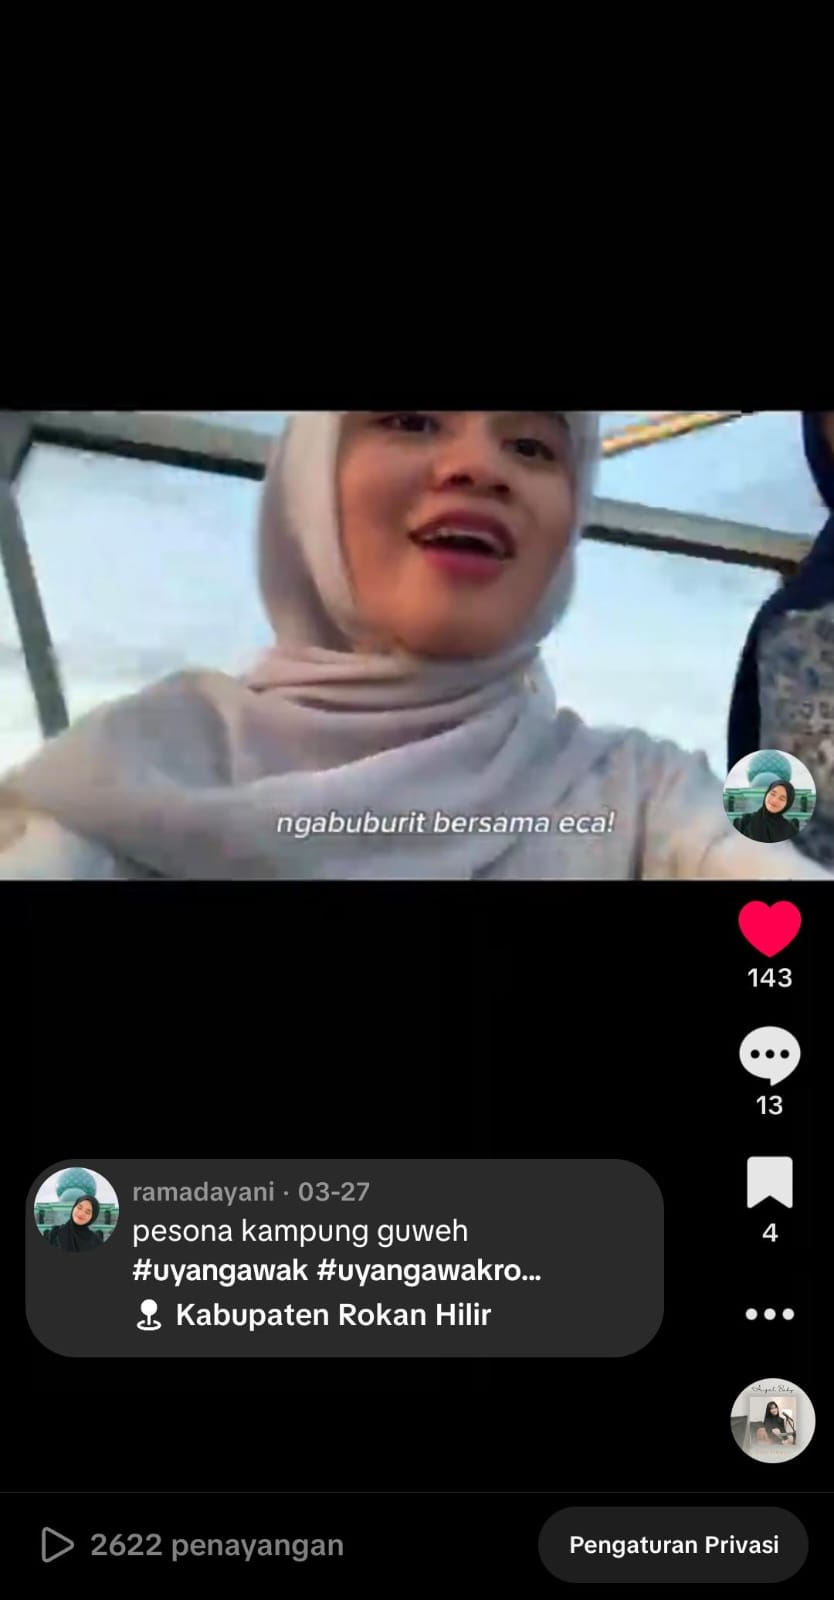 ngabuburit bersama eca!
143
13
4
ramadayani · 03-27
pesona kampung guweh
#uyangawak #uyangawakro...
Kabupaten Rokan Hilir
2622 penayangan
Pengaturan Privasi